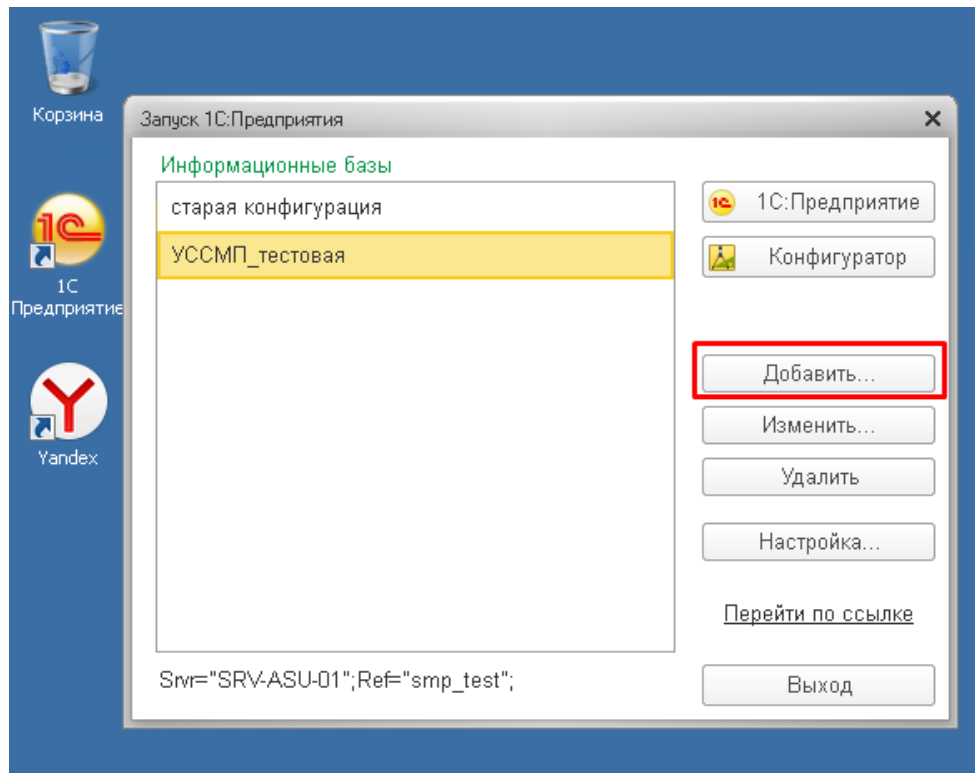 Корзина
Запуск 1С:Предприятия
Информационные базы
старая конфигурация
УССМП_тестовая
1С:Предприятие
Конфигуратор
1С
Предприятие
Добавить...
Изменить...
Yandex
Удалить
Настройка...
Перейти по ссылке
Srvr="SRV-ASU-01";Ref="smp_test";
Выход